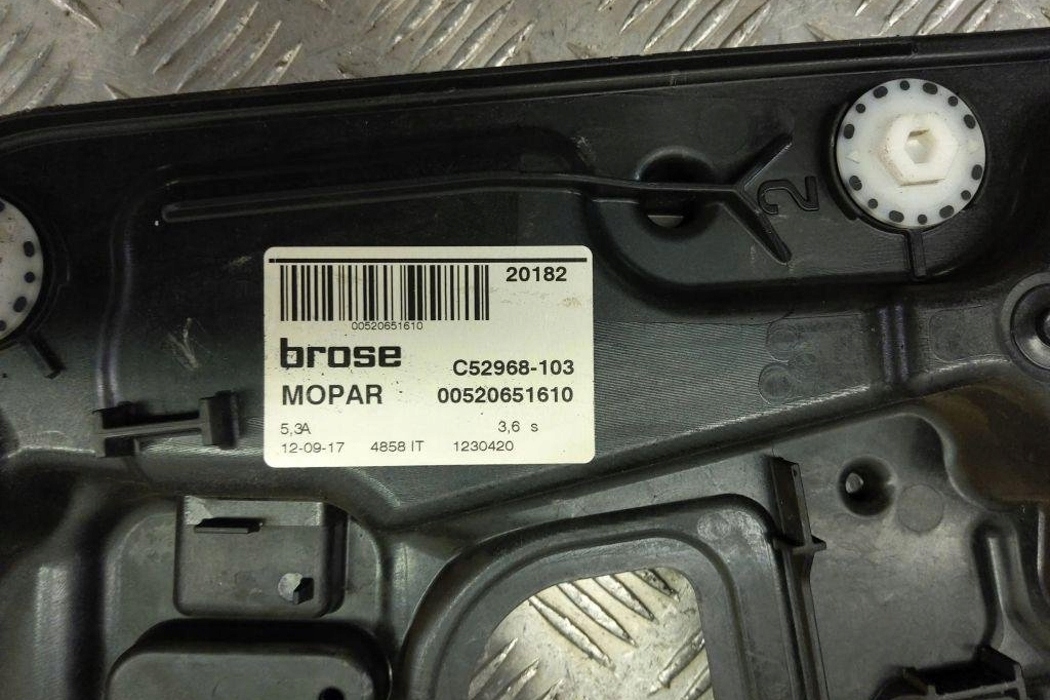 2
20182
00520651610
brose
C52968-103
MOPAR 00520651610
5,3A 3,6 s
12-09-17 4858 IT 1230420